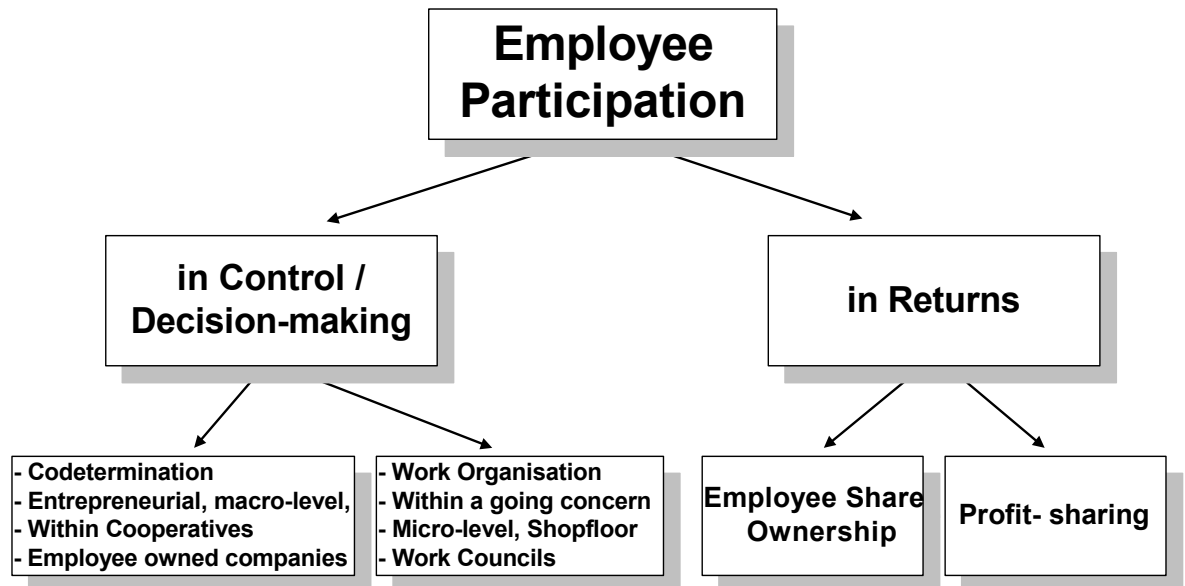 Employee
Participation
in Control /
Decision-making
in Returns
- Codetermination
- Entrepreneurial, macro-level,
- Within Cooperatives
- Employee owned companies
- Work Organisation
- Within a going concern
- Micro-level, Shopfloor
- Work Councils
Employee Share
Ownership
Profit- sharing